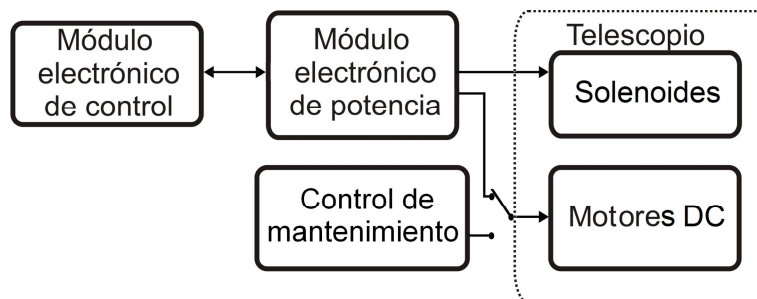 Módulo
electrónico
de control
Módulo
electrónico
de potencia
Telescopio
Solenoides
Control de
mantenimiento
Motores DC